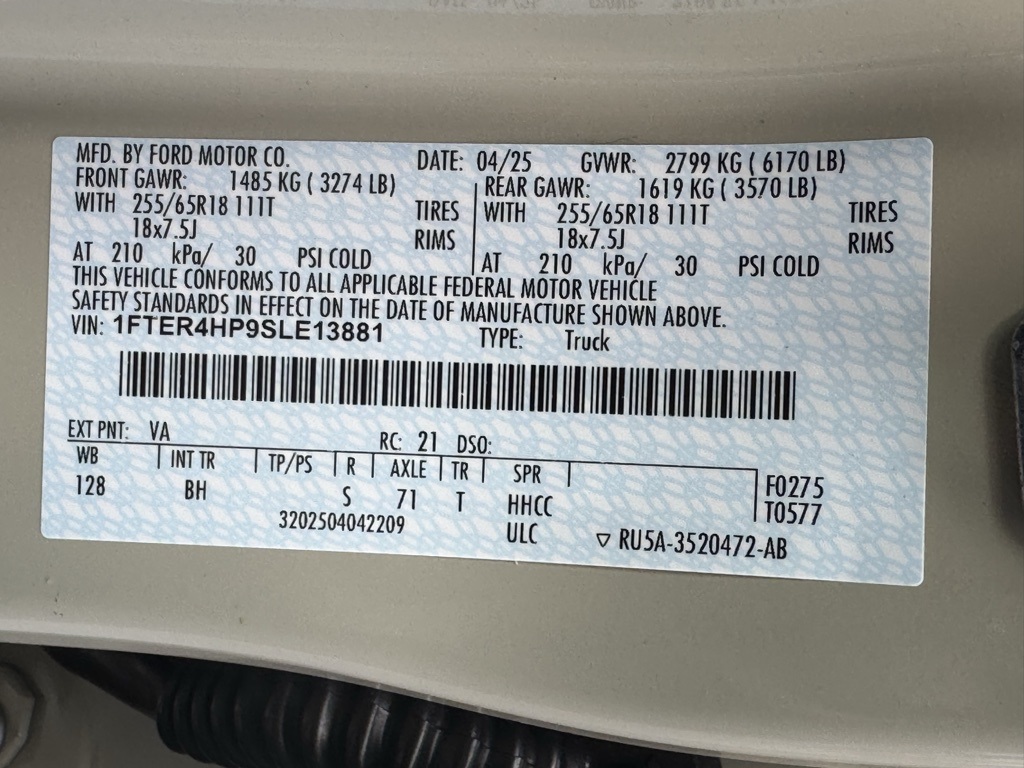 MFD. BY FORD MOTOR CO. DATE: 04/25 GVWR: 2799 KG ( 6170 LB)
FRONT GAWR: 1485 KG ( 3274 LB) REAR GAWR: 1619 KG ( 3570 LB)
WITH 255/65R18 111T TIRES WITH 255/65R18 111T TIRES
18x7.5J RIMS 18x7.5J RIMS
AT 210 kPa/ 30 PSI COLD AT 210 kPa/ 30 PSI COLD
THIS VEHICLE CONFORMS TO ALL APPLICABLE FEDERAL MOTOR VEHICLE
SAFETY STANDARDS IN EFFECT ON THE DATE OF MANUFACTURE SHOWN ABOVE.
VIN: 1FTER4HP9SLE13881 TYPE: Truck
EXT PNT: VA RC: 21 DSO:
WB INT TR TP/PS R AXLE TR SPR F0275
128 BH S 71 T HHCC T0577
3202504042209 ULC ▽ RU5A-3520472-AB